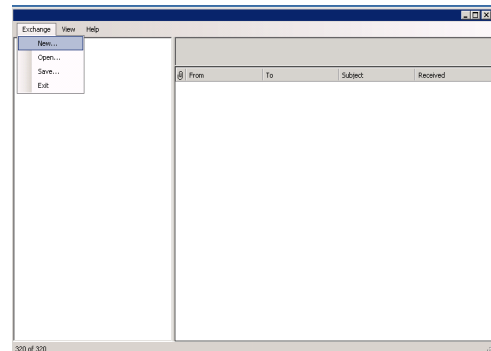 Exchange View Help
New...
Open...
Save...
Exit
From To Subject Received
320 of 320